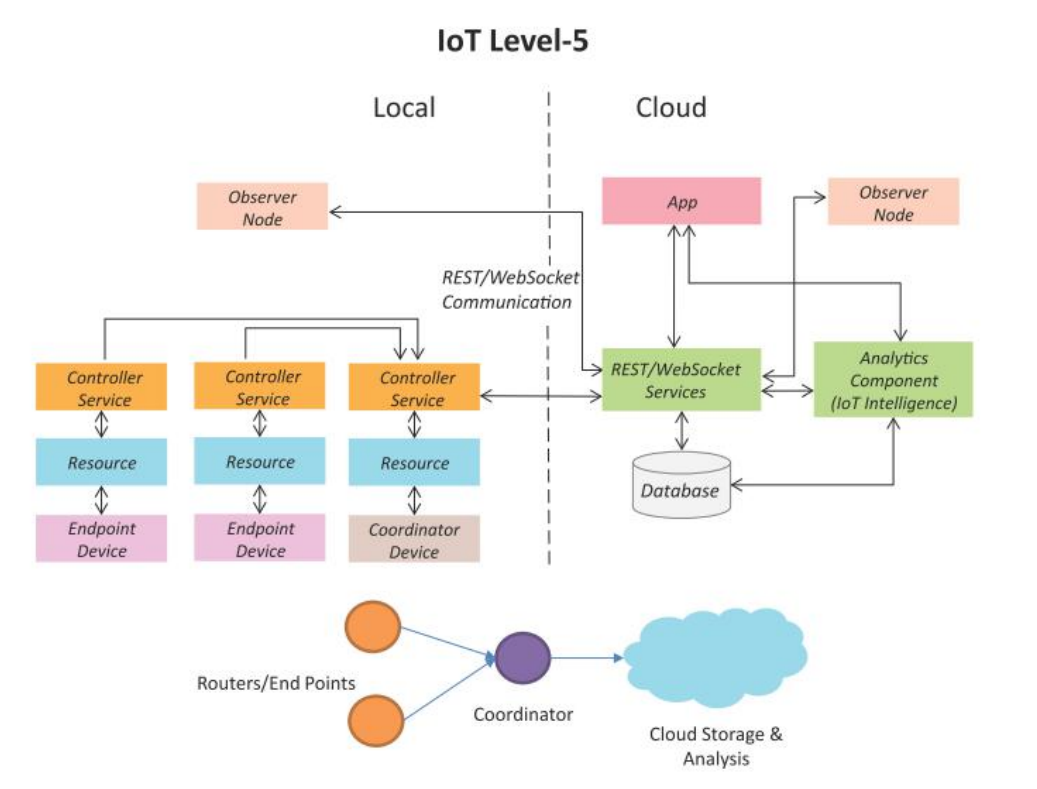 IoT Level-5
Local
Cloud
Observer
Node
App
Observer
Node
REST/WebSocket
Communication
Controller
Service
Controller
Service
Controller
Service
REST/WebSocket
Services
Analytics
Component
(IoT Intelligence)
Resource
Resource
Resource
Database
Endpoint
Device
Endpoint
Device
Coordinator
Device
Routers/End Points
Coordinator
Cloud Storage &
Analysis